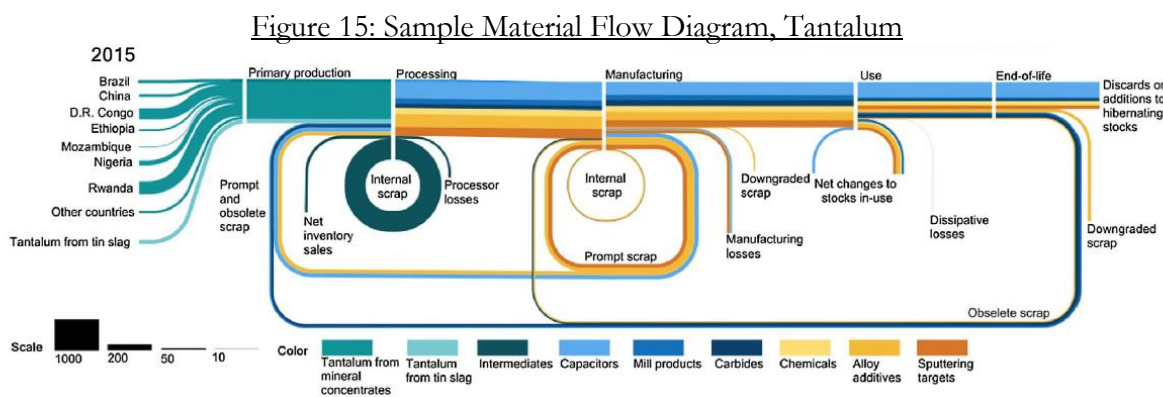 Figure 15: Sample Material Flow Diagram, Tantalum
2015
Primary production
Processing
Manufacturing
Use
End-of-life
Brazil
China
D.R. Congo
Ethiopia
Mozambique
Nigeria
Rwanda
Other countries
Tantalum from tin slag
Discards or
additions to
hibernating
stocks
Prompt
and
obsolete
scrap
Net
inventory
sales
Internal
scrap
Processor
losses
Internal
scrap
Prompt scrap
Downgraded
scrap
Manufacturing
losses
Net changes to
stocks in-use
Dissipative
losses
Downgraded
scrap
Obselete scrap
Scale
1000
200
50
10
Color
Tantalum from
mineral
concentrates
Tantalum
from tin slag
Intermediates
Capacitors
Mill products
Carbides
Chemicals
Alloy
additives
Sputtering
targets